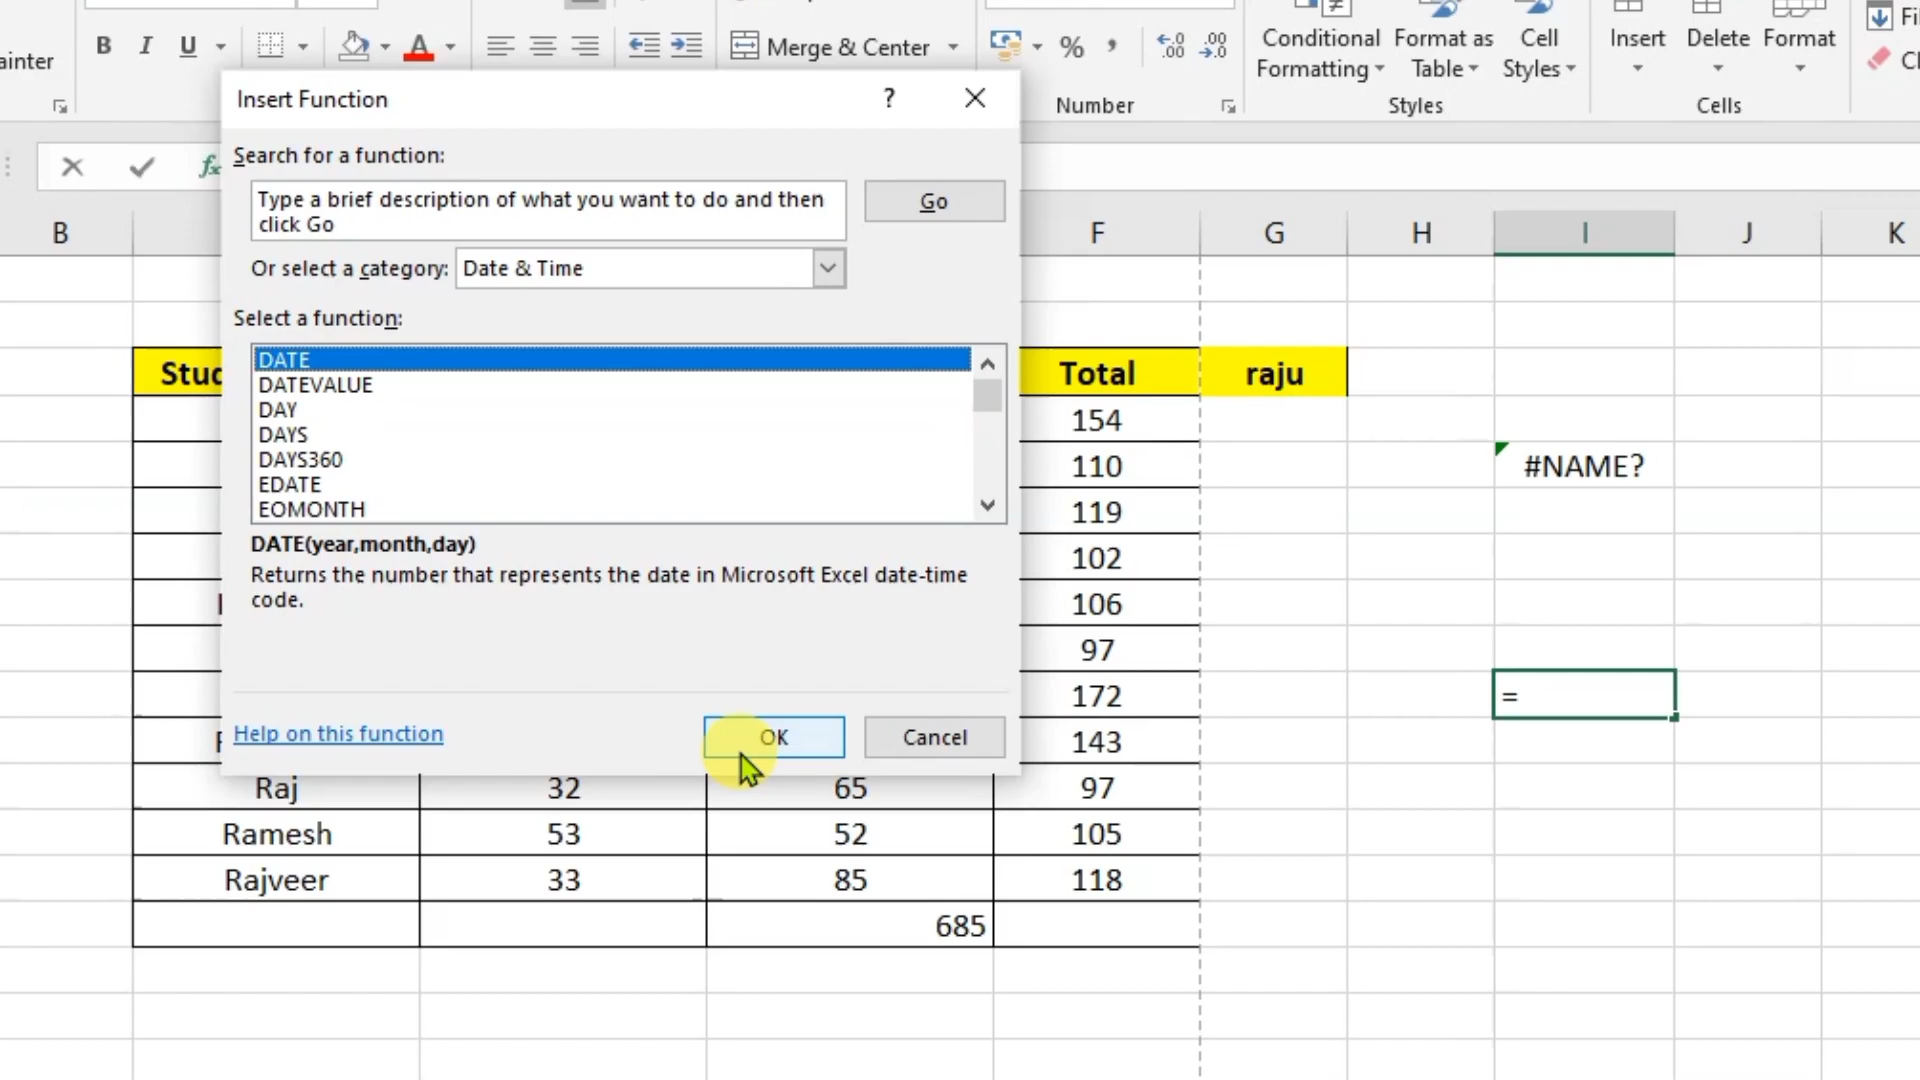 ainter
B I U
A
Merge & Center
%
Conditional Formatting
Format as Table
Cell Styles
Insert
Delete
Format
Number
Styles
Cells
fx
Insert Function
?
Search for a function:
Type a brief description of what you want to do and then
click Go
Go
Or select a category: Date & Time
Select a function:
DATE
DATEVALUE
DAY
DAYS
DAYS360
EDATE
EOMONTH
DATE(year,month,day)
Returns the number that represents the date in Microsoft Excel date-time
code.
Help on this function
OK
Cancel
B F G H I J K
Stud Total raju
154
110 #NAME?
119
102
106
97
172 =
143
Raj 32 65 97
Ramesh 53 52 105
Rajveer 33 85 118
685